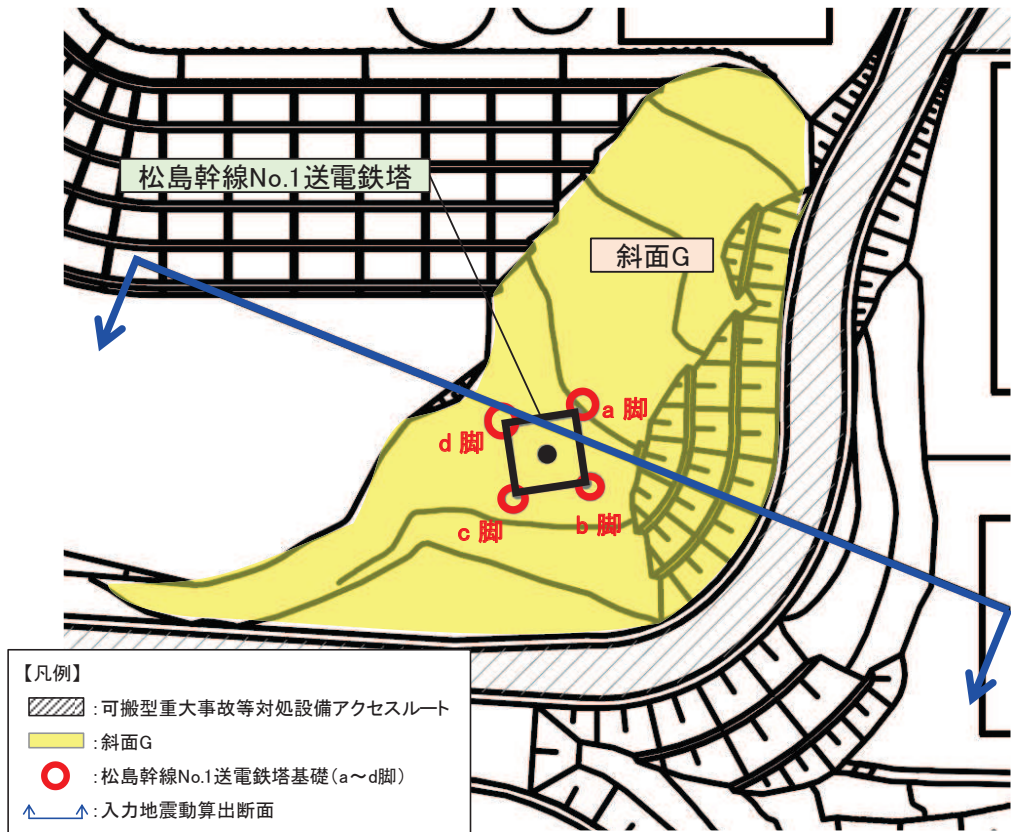 松島幹線No.1送電鉄塔
斜面G
a 脚
d 脚
c 脚
b 脚
【凡例】
:可搬型重大事故等対処設備アクセスルート
:斜面G
:松島幹線No.1送電鉄塔基礎(a～d脚)
:入力地震動算出断面